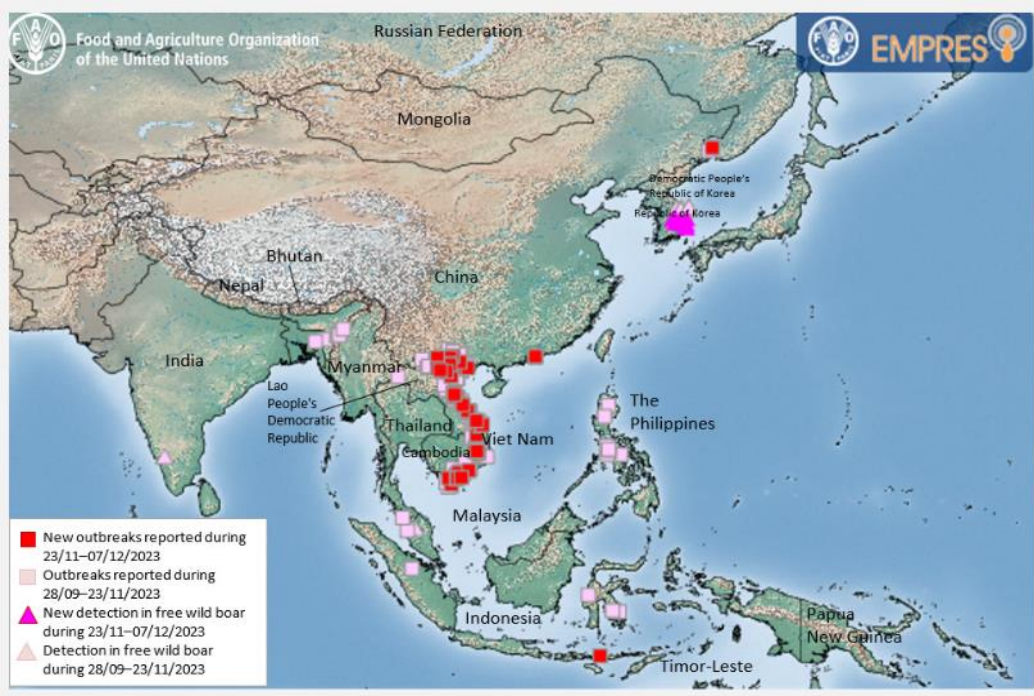 Food and Agriculture Organization
of the United Nations
FAO
EMPRES
Russian Federation
Mongolia
Democratic People's
Republic of Korea
Republic of Korea
Bhutan
Nepal
China
India
Myanmar
Lao
People's
Democratic
Republic
Thailand
Viet Nam
Cambodia
The
Philippines
Malaysia
Indonesia
Papua
New Guinea
Timor-Leste
New outbreaks reported during
23/11–07/12/2023
Outbreaks reported during
28/09–23/11/2023
New detection in free wild boar
during 23/11–07/12/2023
Detection in free wild boar
during 28/09–23/11/2023